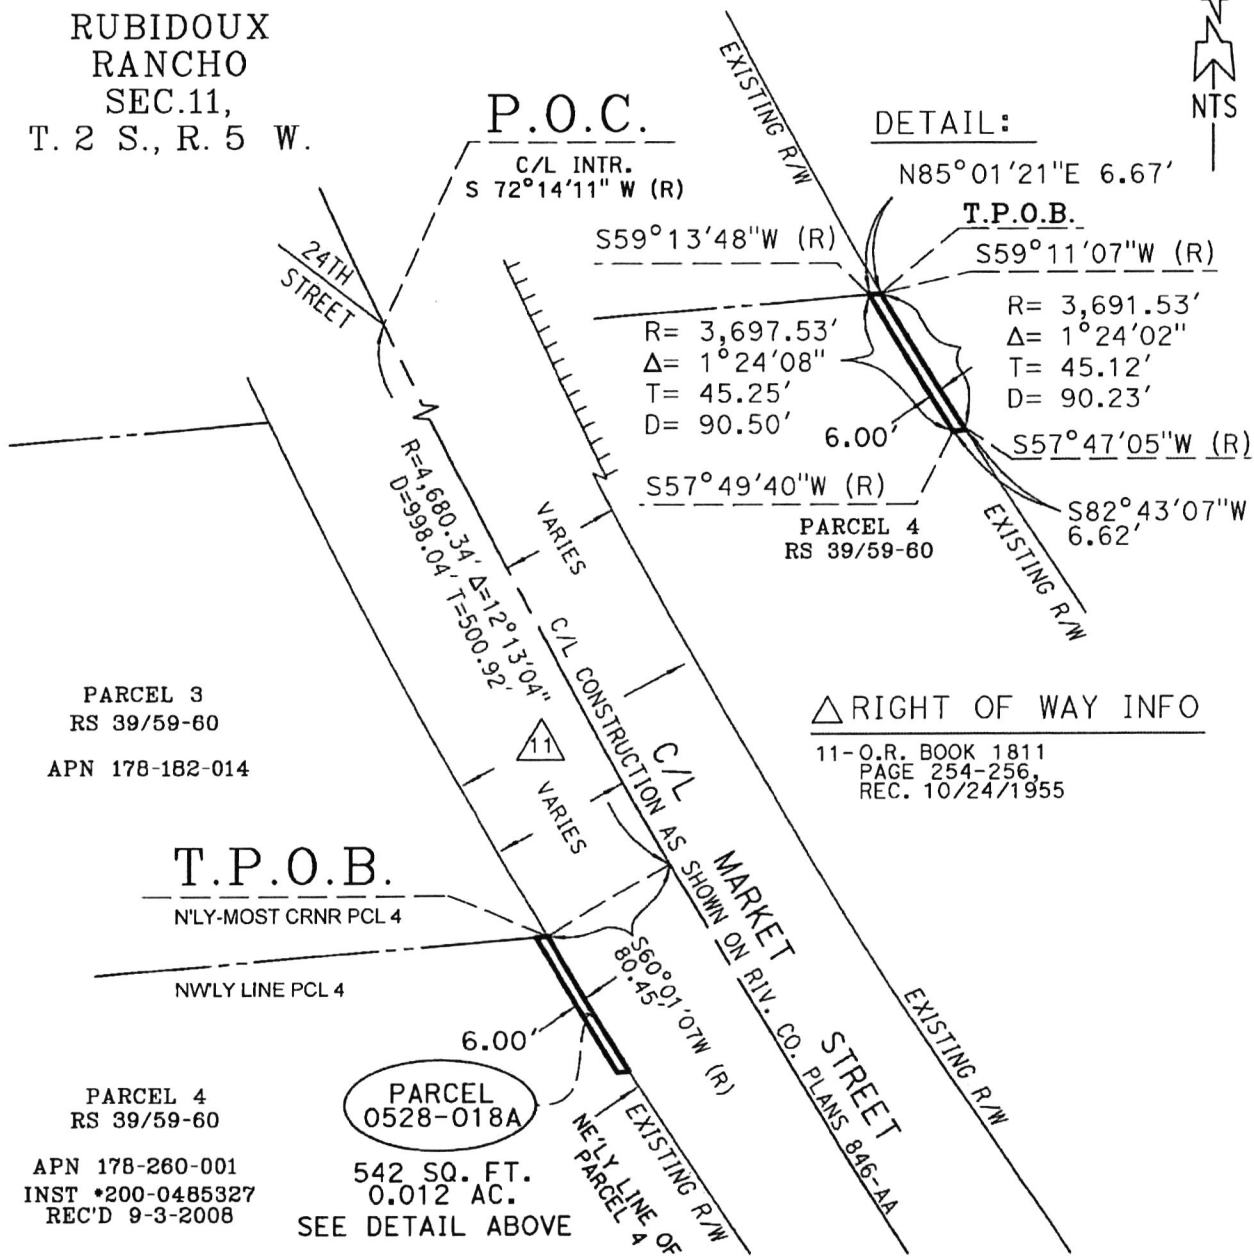 RUBIDOUX
RANCHO
SEC.11,
T. 2 S., R. 5 W.
P.O.C.
C/L INTR.
S 72°14'11" W (R)
24TH
STREET
EXISTING R/W
N
NTS
DETAIL:
N85°01'21"E 6.67'
T.P.O.B.
S59°13'48"W (R)
S59°11'07"W (R)
R= 3,697.53'
Δ= 1°24'08"
T= 45.25'
D= 90.50'
R= 3,691.53'
Δ= 1°24'02"
T= 45.12'
D= 90.23'
6.00'
S57°47'05"W (R)
S57°49'40"W (R)
S82°43'07"W
6.62'
PARCEL 4
RS 39/59-60
EXISTING R/W
R=4,680.34' Δ=12°13'04"
D=998.04' T=500.92'
VARIES
C/L CONSTRUCTION AS SHOWN ON RIV. CO. PLANS 846-AA
C/L MARKET STREET
PARCEL 3
RS 39/59-60
APN 178-182-014
11
VARIES
△ RIGHT OF WAY INFO
11-O.R. BOOK 1811
PAGE 254-256,
REC. 10/24/1955
T.P.O.B.
N'LY-MOST CRNR PCL 4
NW'LY LINE PCL 4
S60°01'07W (R)
80.45'
6.00'
EXISTING R/W
PARCEL
0528-018A
542 SQ. FT.
0.012 AC.
SEE DETAIL ABOVE
NE'LY LINE OF
PARCEL 4
EXISTING R/W
PARCEL 4
RS 39/59-60
APN 178-260-001
INST *200-0485327
REC'D 9-3-2008